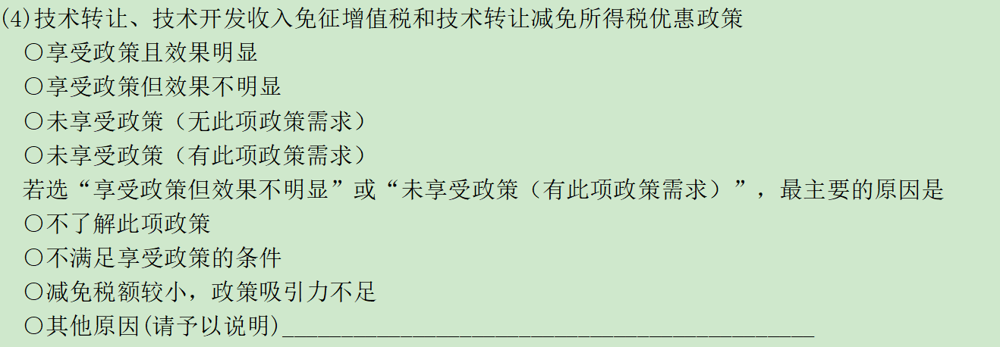 (4)技术转让、技术开发收入免征增值税和技术转让减免所得税优惠政策
○享受政策且效果明显
○享受政策但效果不明显
○未享受政策（无此项政策需求）
○未享受政策（有此项政策需求）
若选“享受政策但效果不明显”或“未享受政策（有此项政策需求）”，最主要的原因是
○不了解此项政策
○不满足享受政策的条件
○减免税额较小，政策吸引力不足
○其他原因(请予以说明)_____________________________________________